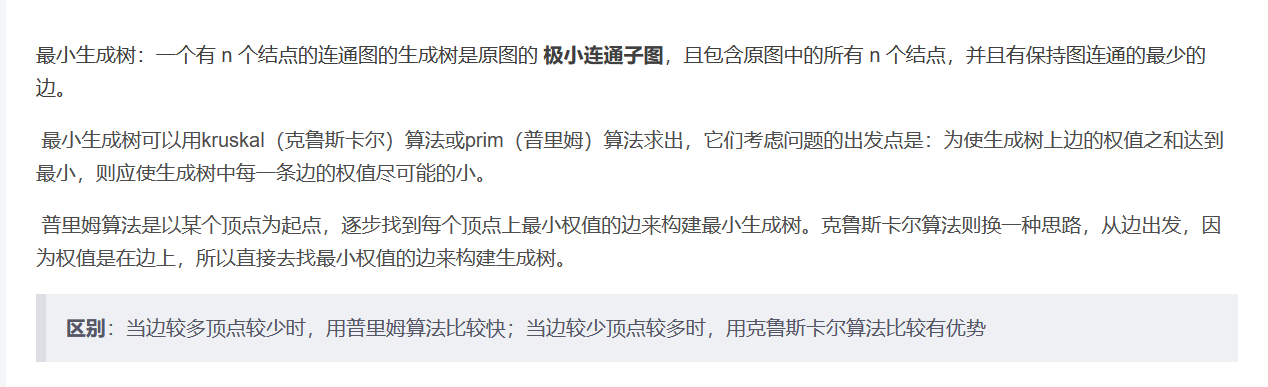 最小生成树：一个有 n 个结点的连通图的生成树是原图的 极小连通子图，且包含原图中的所有 n 个结点，并且有保持图连通的最少的
边。
最小生成树可以用kruskal（克鲁斯卡尔）算法或prim（普里姆）算法求出，它们考虑问题的出发点是：为使生成树上边的权值之和达到
最小，则应使生成树中每一条边的权值尽可能的小。
普里姆算法是以某个顶点为起点，逐步找到每个顶点上最小权值的边来构建最小生成树。克鲁斯卡尔算法则换一种思路，从边出发，因
为权值是在边上，所以直接去找最小权值的边来构建生成树。
区别：当边较多顶点较少时，用普里姆算法比较快；当边较少顶点较多时，用克鲁斯卡尔算法比较有优势